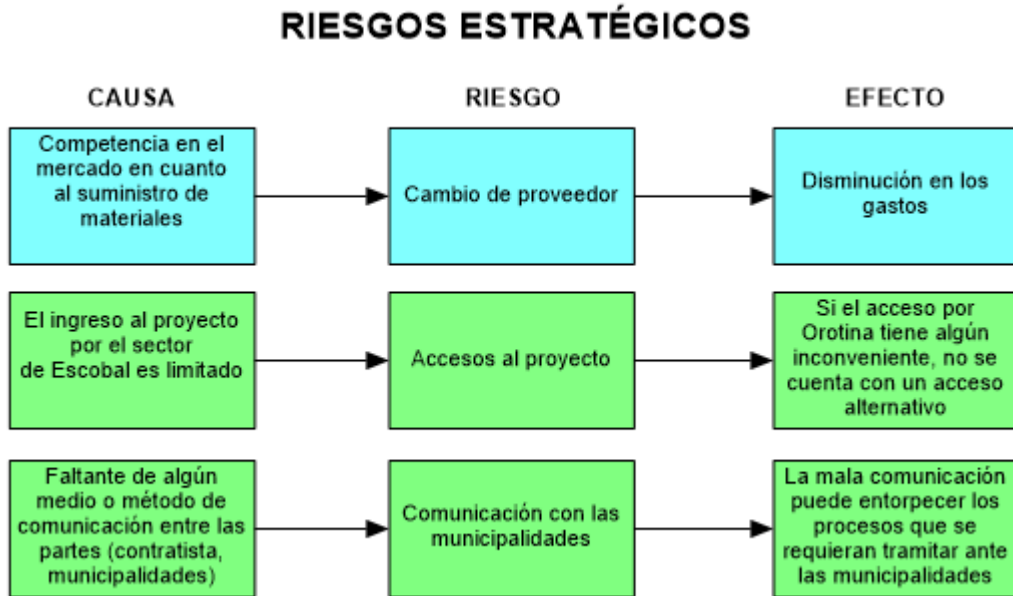 RIESGOS ESTRATÉGICOS
CAUSA
RIESGO
EFECTO
Competencia en el
mercado en cuanto
al suministro de
materiales
Cambio de proveedor
Disminución en los
gastos
El ingreso al proyecto
por el sector
de Escobal es limitado
Accesos al proyecto
Si el acceso por
Orotina tiene algún
inconveniente, no se
cuenta con un acceso
alternativo
Faltante de algún
medio o método de
comunicación entre las
partes (contratista,
municipalidades)
Comunicación con las
municipalidades
La mala comunicación
puede entorpecer los
procesos que se
requieran tramitar ante
las municipalidades